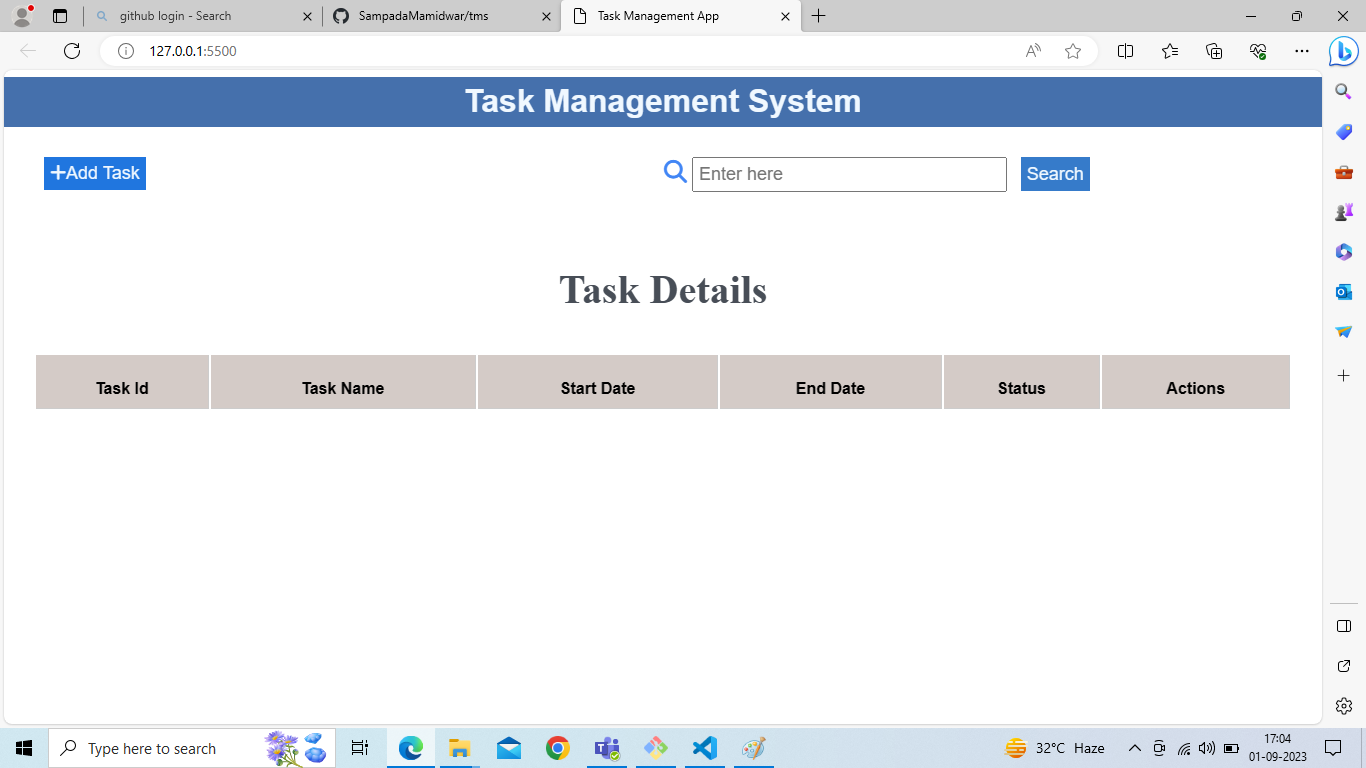 github login - Search
SampadaMamidwar/tms
Task Management App
127.0.0.1:5500
Task Management System
Add Task
Enter here
Search
Task Details
Task Id
Task Name
Start Date
End Date
Status
Actions
Type here to search
32°C Haze
17:04
01-09-2023